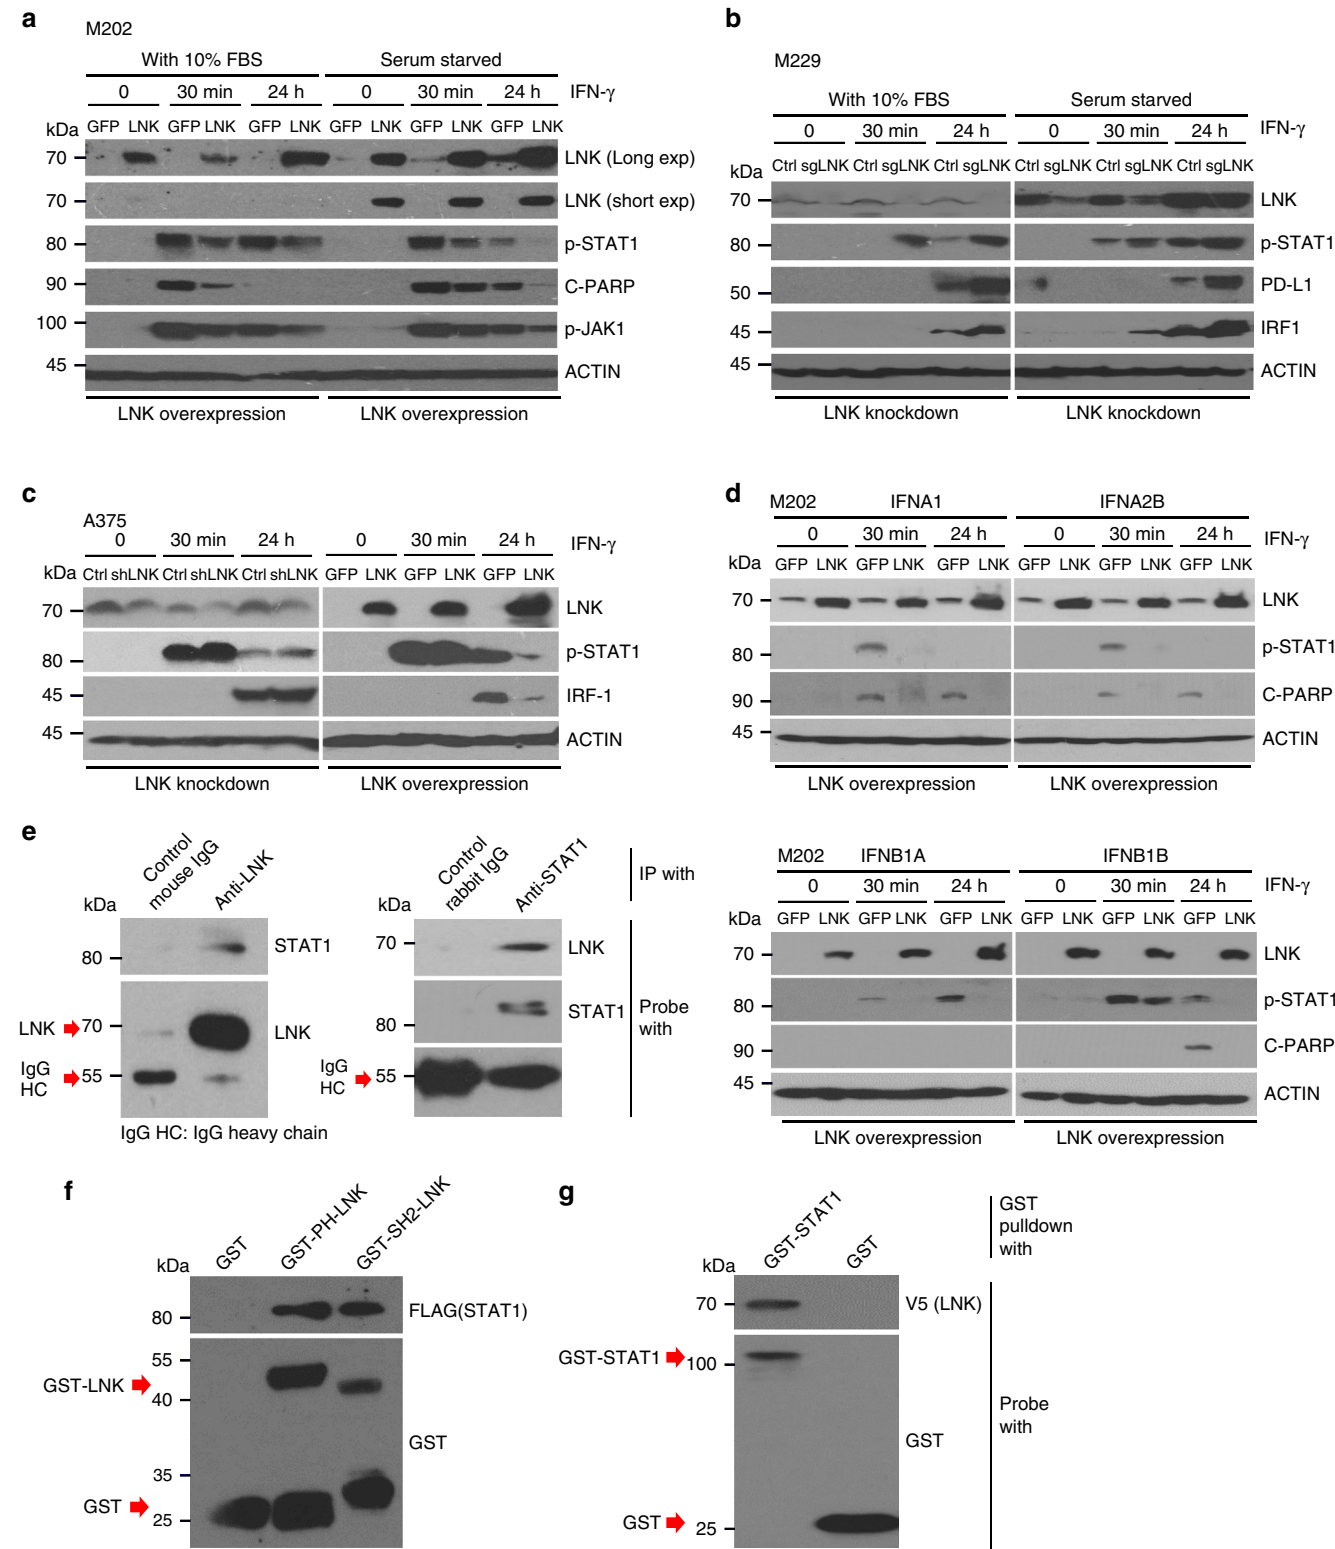 a
M202
With 10% FBS Serum starved
0 30 min 24 h 0 30 min 24 h IFN-γ
kDa GFP LNK GFP LNK GFP LNK GFP LNK GFP LNK GFP LNK
70 LNK (Long exp)
70 LNK (short exp)
80 p-STAT1
90 C-PARP
100 p-JAK1
45 ACTIN
LNK overexpression LNK overexpression
b
M229
With 10% FBS Serum starved
0 30 min 24 h 0 30 min 24 h IFN-γ
kDa Ctrl sgLNK Ctrl sgLNK Ctrl sgLNK Ctrl sgLNK Ctrl sgLNK Ctrl sgLNK
70 LNK
80 p-STAT1
50 PD-L1
45 IRF1
45 ACTIN
LNK knockdown LNK knockdown
c
A375
0 30 min 24 h 0 30 min 24 h IFN-γ
kDa Ctrl shLNK Ctrl shLNK Ctrl shLNK GFP LNK GFP LNK GFP LNK
70 LNK
80 p-STAT1
45 IRF-1
45 ACTIN
LNK knockdown LNK overexpression
d
M202 IFNA1 IFNA2B
0 30 min 24 h 0 30 min 24 h IFN-γ
kDa GFP LNK GFP LNK GFP LNK GFP LNK GFP LNK GFP LNK
70 LNK
80 p-STAT1
90 C-PARP
45 ACTIN
LNK overexpression LNK overexpression
M202 IFNB1A IFNB1B
0 30 min 24 h 0 30 min 24 h IFN-γ
kDa GFP LNK GFP LNK GFP LNK GFP LNK GFP LNK GFP LNK
70 LNK
80 p-STAT1
90 C-PARP
45 ACTIN
LNK overexpression LNK overexpression
e
Control
mouse IgG
Anti-LNK
kDa
80 STAT1
LNK 70 LNK
IgG
HC 55
IgG HC: IgG heavy chain
Control
rabbit IgG
Anti-STAT1
IP with
kDa
70 LNK
80 STAT1
IgG
HC 55
Probe
with
f
GST
GST-PH-LNK
GST-SH2-LNK
kDa
80 FLAG(STAT1)
55
GST-LNK
40
GST
35
GST
25
g
GST-STAT1
GST
GST
pulldown
with
kDa
70 V5 (LNK)
GST-STAT1 100
GST
GST 25
Probe
with